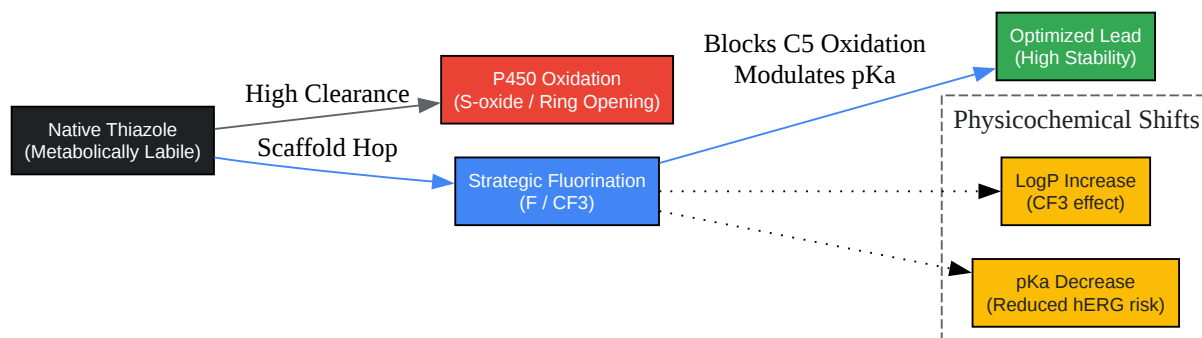 Native Thiazole
(Metabolically Labile)
High Clearance
Scaffold Hop
P450 Oxidation
(S-oxide / Ring Opening)
Strategic Fluorination
(F / CF3)
Blocks C5 Oxidation
Modulates pKa
Optimized Lead
(High Stability)
Physicochemical Shifts
LogP Increase
(CF3 effect)
pKa Decrease
(Reduced hERG risk)